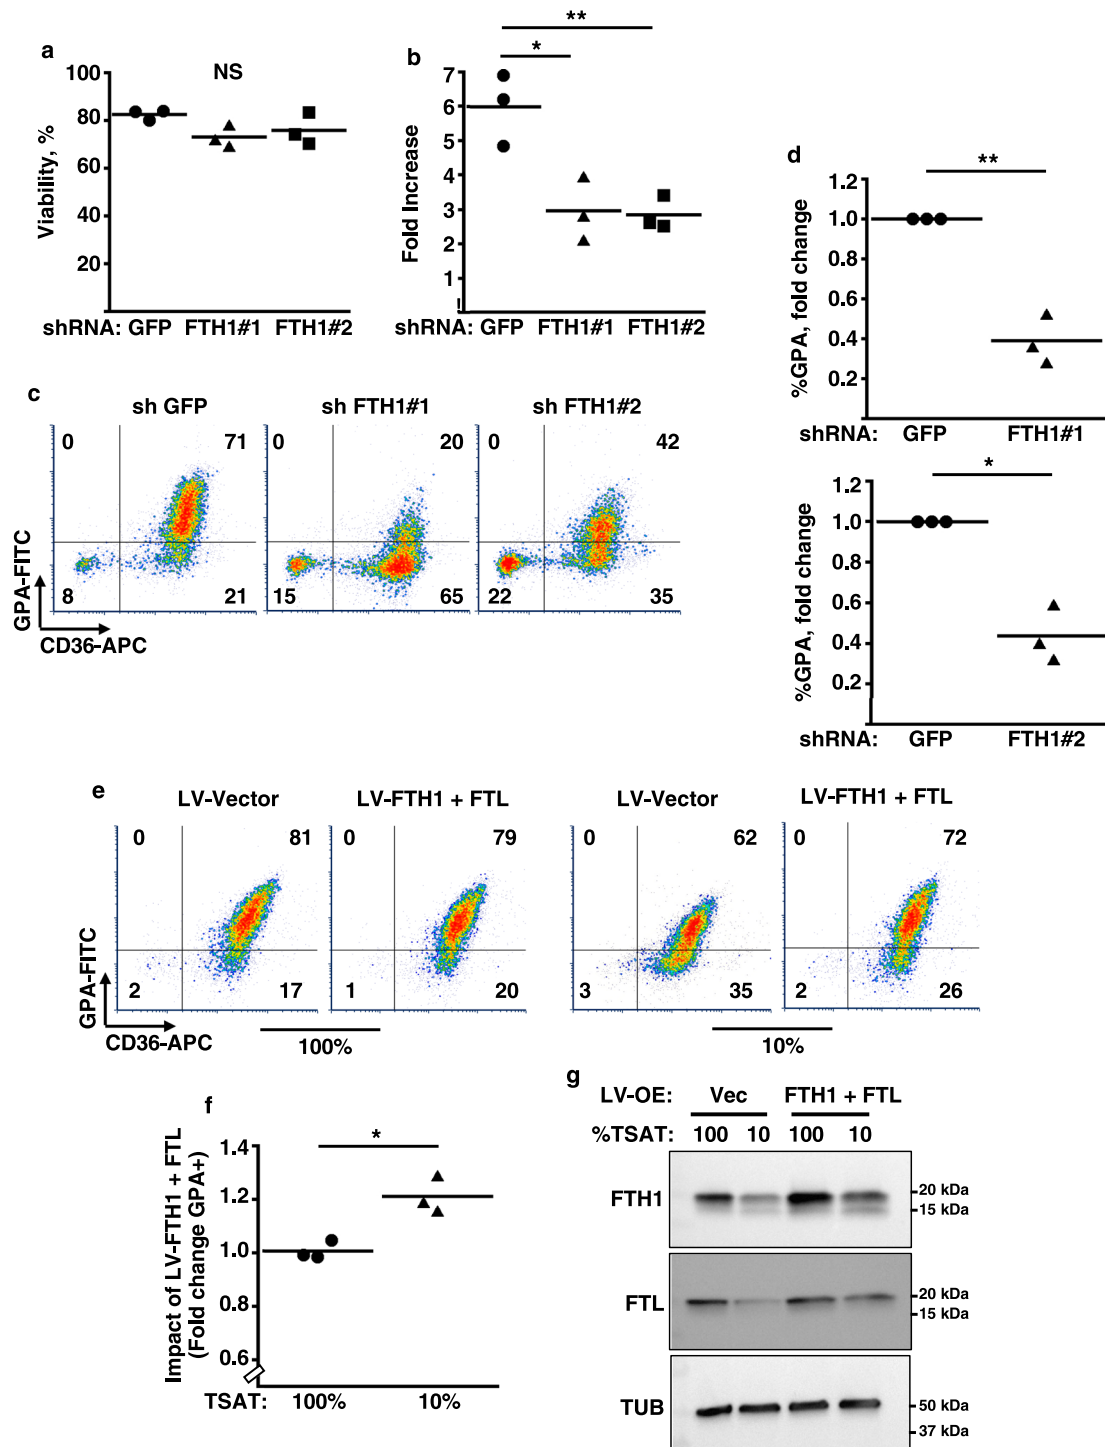 a
NS
Viability, %
100
80
60
40
20
shRNA: GFP FTH1#1 FTH1#2
b
**
*
Fold Increase
7
6
5
4
3
2
1
shRNA: GFP FTH1#1 FTH1#2
c
sh GFP sh FTH1#1 sh FTH1#2
0 71 0 20 0 42
8 21 15 65 22 35
GPA-FITC
CD36-APC
d
**
%GPA, fold change
1.2
1.0
0.8
0.6
0.4
0.2
shRNA: GFP FTH1#1
*
%GPA, fold change
1.2
1.0
0.8
0.6
0.4
0.2
shRNA: GFP FTH1#2
e
LV-Vector LV-FTH1 + FTL LV-Vector LV-FTH1 + FTL
0 81 0 79 0 62 0 72
2 17 1 20 3 35 2 26
GPA-FITC
CD36-APC
100% 10%
f
*
Impact of LV-FTH1 + FTL
(Fold change GPA+)
1.4
1.2
1.0
0.8
0.6
TSAT: 100% 10%
g
LV-OE: Vec FTH1 + FTL
%TSAT: 100 10 100 10
FTH1
20 kDa
15 kDa
FTL
20 kDa
15 kDa
TUB
50 kDa
37 kDa